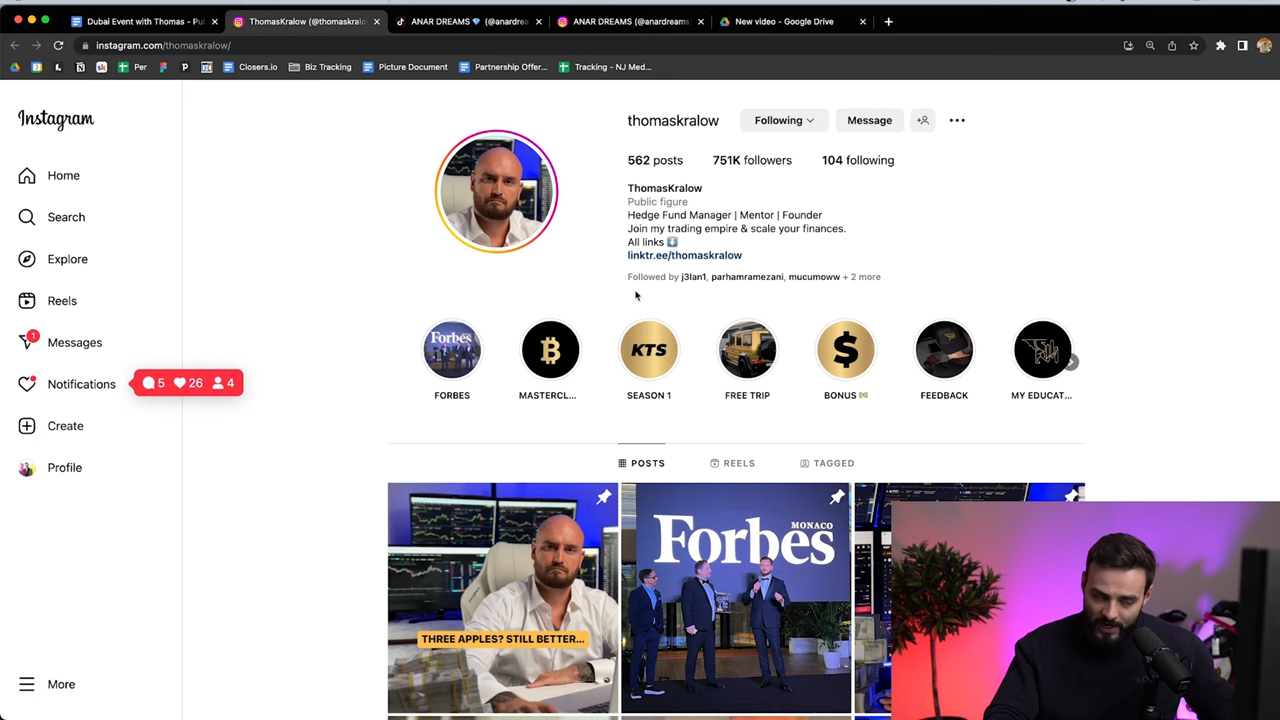 Dubai Event with Thomas - Pu
ThomasKralow (@thomaskralo
ANAR DREAMS 💎 (@anardrea
ANAR DREAMS (@anardreams
New video - Google Drive
instagram.com/thomaskralow/
Per
Closers.io
Biz Tracking
Picture Document
Partnership Offer...
Tracking - NJ Med...
Instagram
Home
Search
Explore
Reels
1
Messages
Notifications
5 26 4
Create
Profile
More
thomaskralow
Following
Message
562 posts
751K followers
104 following
ThomasKralow
Public figure
Hedge Fund Manager | Mentor | Founder
Join my trading empire & scale your finances.
All links ⬇️
linktr.ee/thomaskralow
Followed by j3lan1, parhamramezani, mucumoww + 2 more
Forbes
KTS
$
FORBES
MASTERCL...
SEASON 1
FREE TRIP
BONUS 💵
FEEDBACK
MY EDUCAT...
POSTS
REELS
TAGGED
THREE APPLES? STILL BETTER...
Forbes
MONACO